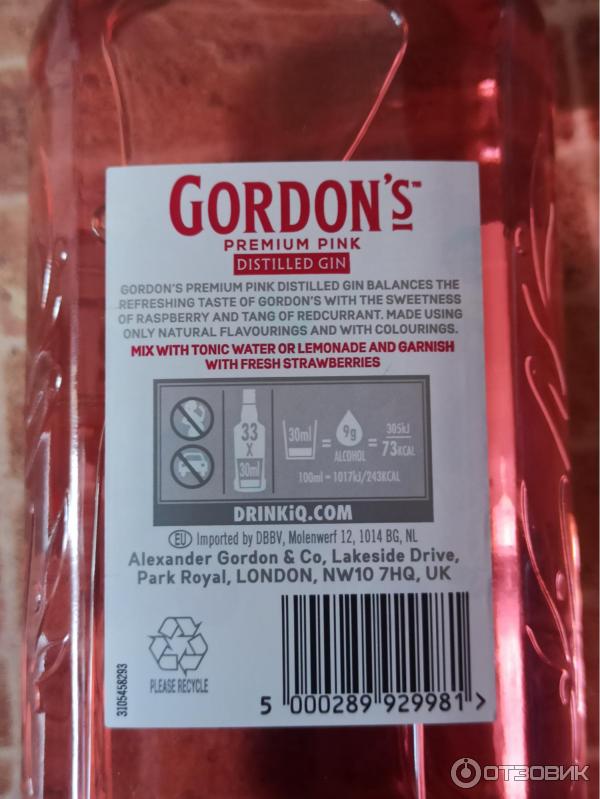 GORDON'S™
PREMIUM PINK
DISTILLED GIN
GORDON'S PREMIUM PINK DISTILLED GIN BALANCES THE
REFRESHING TASTE OF GORDON'S WITH THE SWEETNESS
OF RASPBERRY AND TANG OF REDCURRANT. MADE USING
ONLY NATURAL FLAVOURINGS AND WITH COLOURINGS.
MIX WITH TONIC WATER OR LEMONADE AND GARNISH
WITH FRESH STRAWBERRIES
33
X
30ml
30ml = 9g ALCOHOL = 305kJ
73KCAL
100ml = 1017kJ/243KCAL
DRINKiQ.COM
EU Imported by DBBV, Molenwerf 12, 1014 BG, NL
Alexander Gordon & Co, Lakeside Drive,
Park Royal, LONDON, NW10 7HQ, UK
PLEASE RECYCLE
3105458293
5 000289 929981 >
ОТЗОВИК